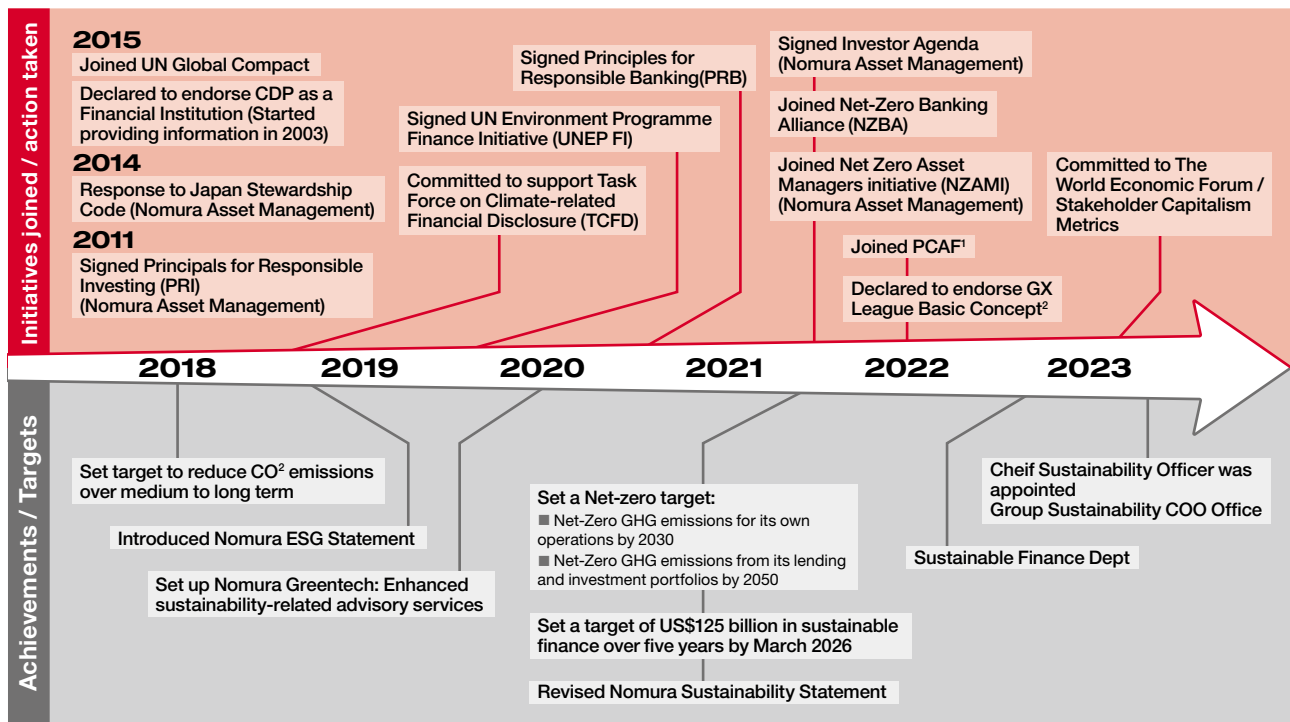 Initiatives joined / action taken
2015
Joined UN Global Compact
Declared to endorse CDP as a
Financial Institution (Started
providing information in 2003)
2014
Response to Japan Stewardship
Code (Nomura Asset Management)
2011
Signed Principals for Responsible
Investing (PRI)
(Nomura Asset Management)
Signed UN Environment Programme
Finance Initiative (UNEP FI)
Committed to support Task
Force on Climate-related
Financial Disclosure (TCFD)
Signed Principles for
Responsible Banking(PRB)
Signed Investor Agenda
(Nomura Asset Management)
Joined Net-Zero Banking
Alliance (NZBA)
Joined Net Zero Asset
Managers initiative (NZAMI)
(Nomura Asset Management)
Joined PCAF¹
Declared to endorse GX
League Basic Concept²
Committed to The
World Economic Forum /
Stakeholder Capitalism
Metrics
2018 2019 2020 2021 2022 2023
Achievements / Targets
Set target to reduce CO² emissions
over medium to long term
Introduced Nomura ESG Statement
Set up Nomura Greentech: Enhanced
sustainability-related advisory services
Set a Net-zero target:
■ Net-Zero GHG emissions for its own
operations by 2030
■ Net-Zero GHG emissions from its lending
and investment portfolios by 2050
Set a target of US$125 billion in sustainable
finance over five years by March 2026
Revised Nomura Sustainability Statement
Sustainable Finance Dept
Cheif Sustainability Officer was
appointed
Group Sustainability COO Office